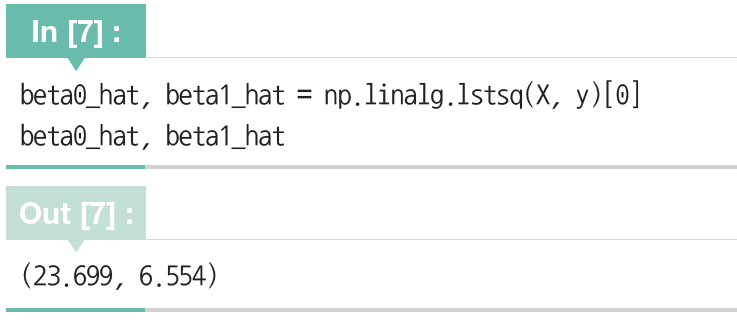 In [7] :
beta0_hat, beta1_hat = np.linalg.lstsq(X, y)[0]
beta0_hat, beta1_hat
Out [7] :
(23.699, 6.554)